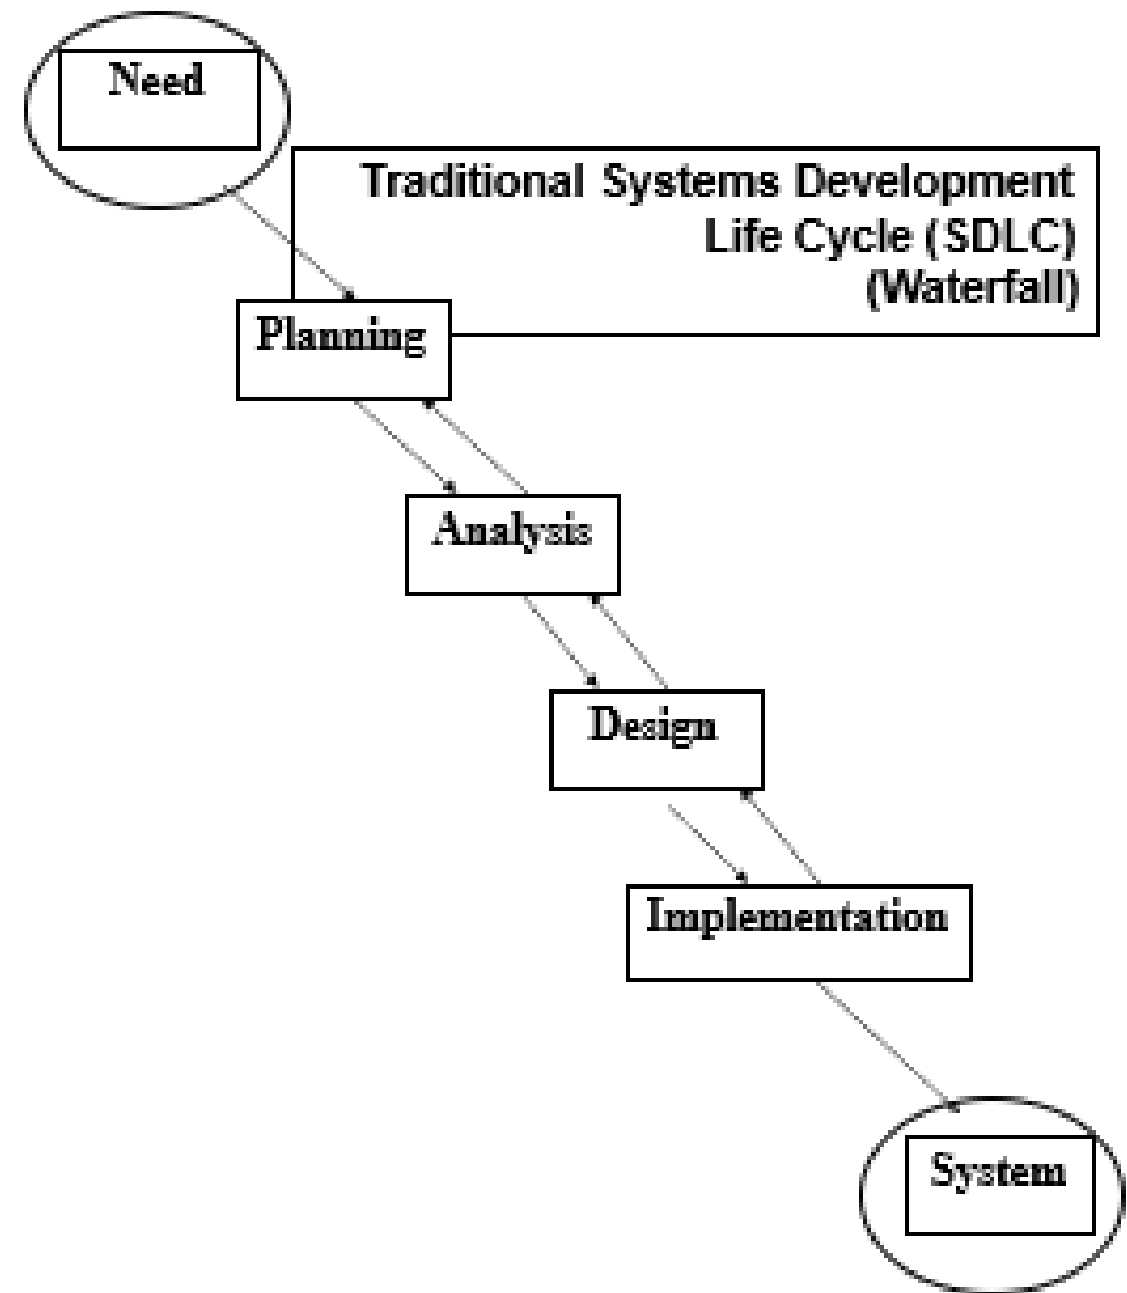 Need
Traditional Systems Development
Life Cycle (SDLC)
(Waterfall)
Planning
Analysis
Design
Implementation
System